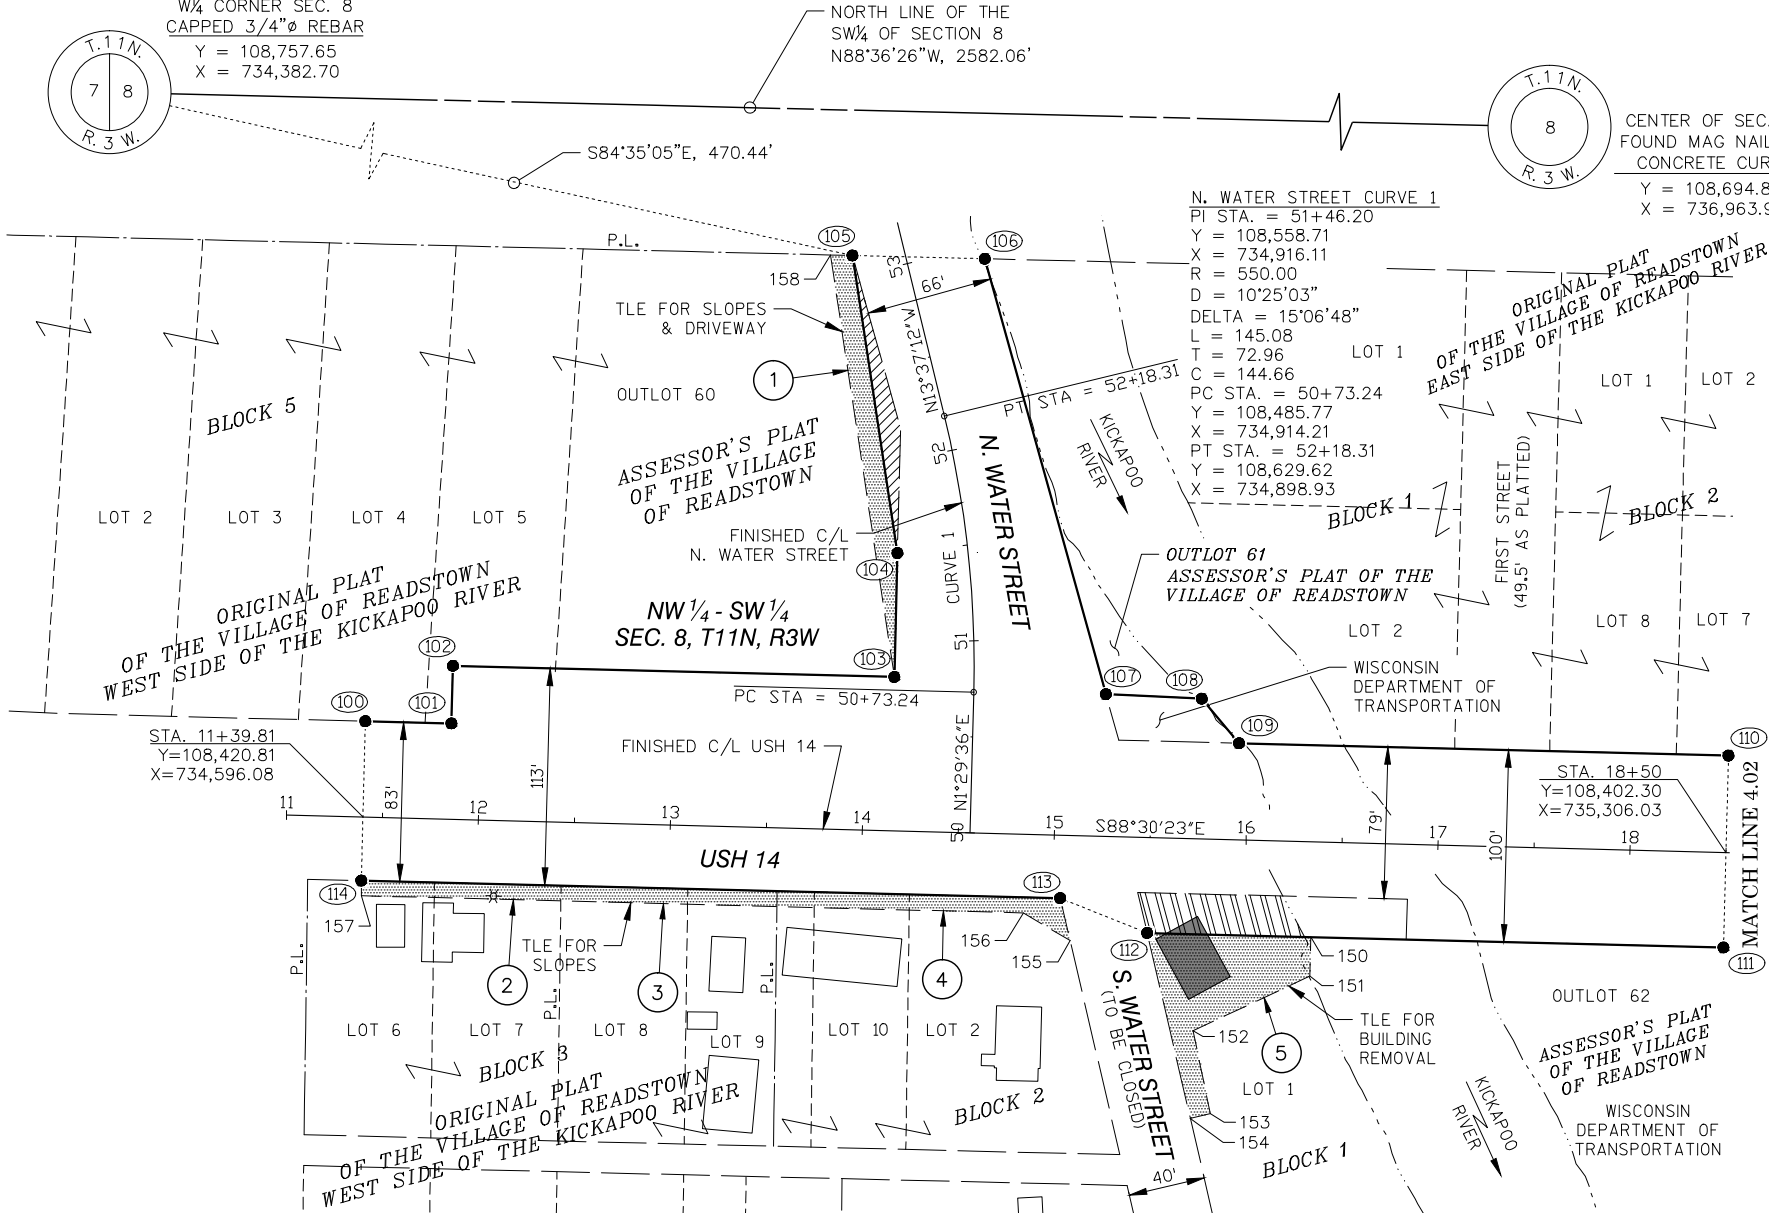 W¼ CORNER SEC. 8
CAPPED 3/4"ø REBAR
Y = 108,757.65
X = 734,382.70
T.11N.
7
8
R.3 W.
NORTH LINE OF THE
SW¼ OF SECTION 8
N88°36'26"W, 2582.06'
T.11N.
8
R.3 W.
CENTER OF SEC.
FOUND MAG NAIL
CONCRETE CUR
Y = 108,694.8
X = 736,963.9
S84°35'05"E, 470.44'
N. WATER STREET CURVE 1
PI STA. = 51+46.20
Y = 108,558.71
X = 734,916.11
R = 550.00
D = 10°25'03"
DELTA = 15°06'48"
L = 145.08
T = 72.96
C = 144.66
PC STA. = 50+73.24
Y = 108,485.77
X = 734,914.21
PT STA. = 52+18.31
Y = 108,629.62
X = 734,898.93
P.L.
105
106
158
53
66'
TLE FOR SLOPES
& DRIVEWAY
N13°37'12"W
1
OUTLOT 60
PT STA = 52+18.31
LOT 1
ORIGINAL PLAT
OF THE VILLAGE OF READSTOWN
EAST SIDE OF THE KICKAPOO RIVER
LOT 1
LOT 2
BLOCK 5
ASSESSOR'S PLAT
OF THE VILLAGE
OF READSTOWN
52
N. WATER STREET
KICKAPOO
RIVER
FIRST STREET
(49.5' AS PLATTED)
BLOCK 1
BLOCK 2
LOT 2
LOT 3
LOT 4
LOT 5
FINISHED C/L
N. WATER STREET
104
CURVE 1
OUTLOT 61
ASSESSOR'S PLAT OF THE
VILLAGE OF READSTOWN
ORIGINAL PLAT
OF THE VILLAGE OF READSTOWN
WEST SIDE OF THE KICKAPOO RIVER
NW ¼ - SW ¼
SEC. 8, T11N, R3W
51
LOT 2
LOT 8
LOT 7
102
103
107
108
WISCONSIN
DEPARTMENT OF
TRANSPORTATION
100
101
PC STA = 50+73.24
109
110
STA. 11+39.81
Y=108,420.81
X=734,596.08
FINISHED C/L USH 14
N1°29'36"E
50
STA. 18+50
Y=108,402.30
X=735,306.03
MATCH LINE 4.02
83'
113'
79'
100'
11
12
13
14
15
S88°30'23"E
16
17
18
USH 14
114
113
112
111
157
TLE FOR
SLOPES
156
155
150
151
152
153
154
2
3
4
5
P.L.
P.L.
P.L.
S. WATER STREET
(TO BE CLOSED)
TLE FOR
BUILDING
REMOVAL
OUTLOT 62
ASSESSOR'S PLAT
OF THE VILLAGE
OF READSTOWN
LOT 6
LOT 7
LOT 8
LOT 9
LOT 10
LOT 2
LOT 1
BLOCK 3
BLOCK 2
BLOCK 1
ORIGINAL PLAT
OF THE VILLAGE OF READSTOWN
WEST SIDE OF THE KICKAPOO RIVER
KICKAPOO
RIVER
WISCONSIN
DEPARTMENT OF
TRANSPORTATION
40'